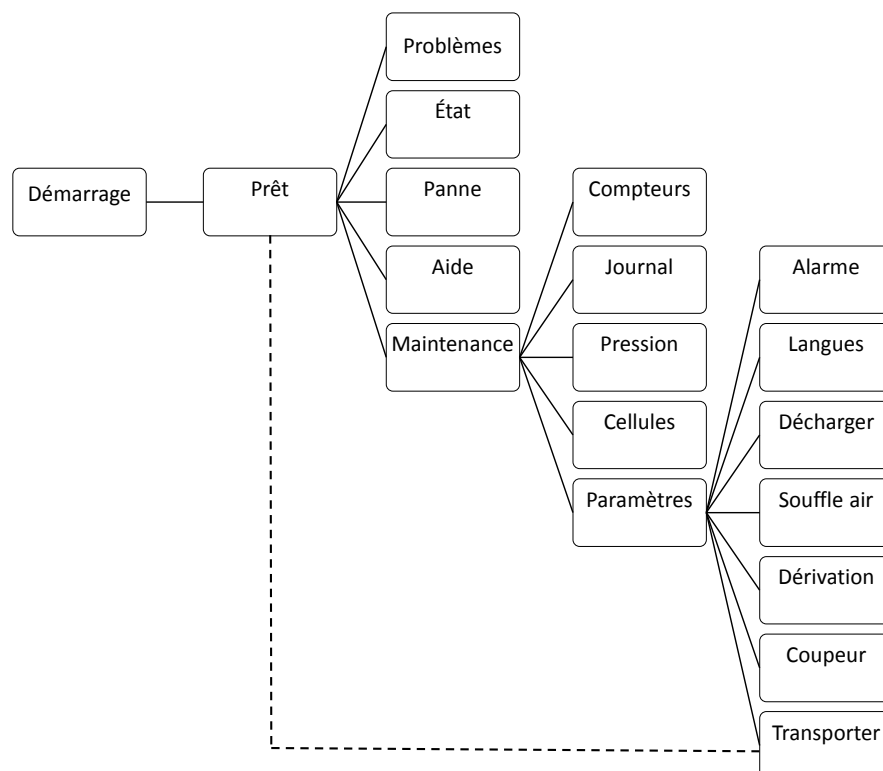 Problèmes
État
Démarrage
Prêt
Panne
Compteurs
Aide
Journal
Alarme
Maintenance
Pression
Langues
Cellules
Décharger
Paramètres
Souffle air
Dérivation
Coupeur
Transporter